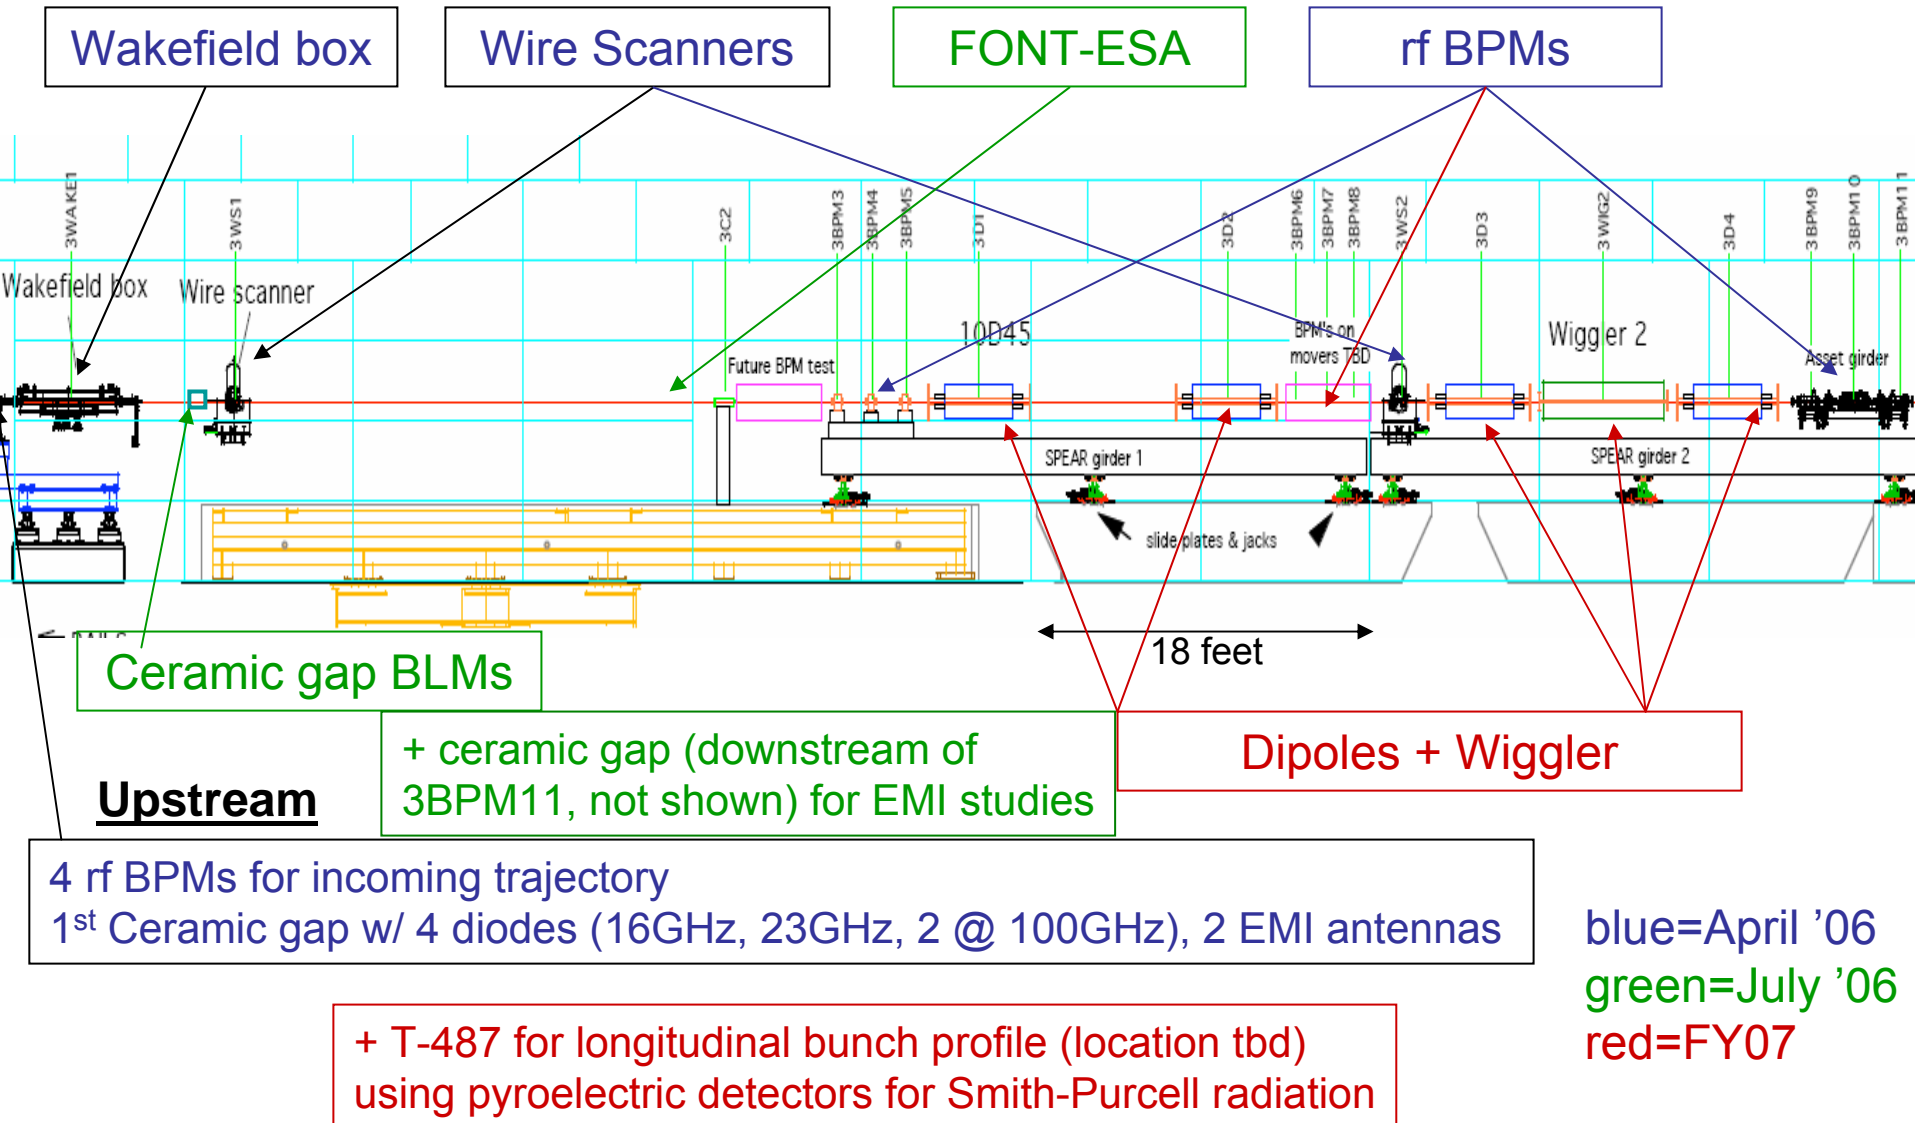 Wakefield box
Wire Scanners
FONT-ESA
rf BPMs
3WAKE1
3WS1
3C2
3BPM3
3BPM4
3BPM5
3D1
3D2
3BPM6
3BPM7
3BPM8
3WS2
3D3
3WIG2
3D4
3BPM9
3BPM1 0
3BPM1 1
Wakefield box
Wire scanner
10D45
BPM's on
movers TBD
Wiggler 2
Future BPM test
Asset girder
SPEAR girder 1
SPEAR girder 2
slide plates & jacks
18 feet
Ceramic gap BLMs
+ ceramic gap (downstream of
3BPM11, not shown) for EMI studies
Dipoles + Wiggler
Upstream
4 rf BPMs for incoming trajectory
1st Ceramic gap w/ 4 diodes (16GHz, 23GHz, 2 @ 100GHz), 2 EMI antennas
blue=April ’06
green=July ’06
red=FY07
+ T-487 for longitudinal bunch profile (location tbd)
using pyroelectric detectors for Smith-Purcell radiation